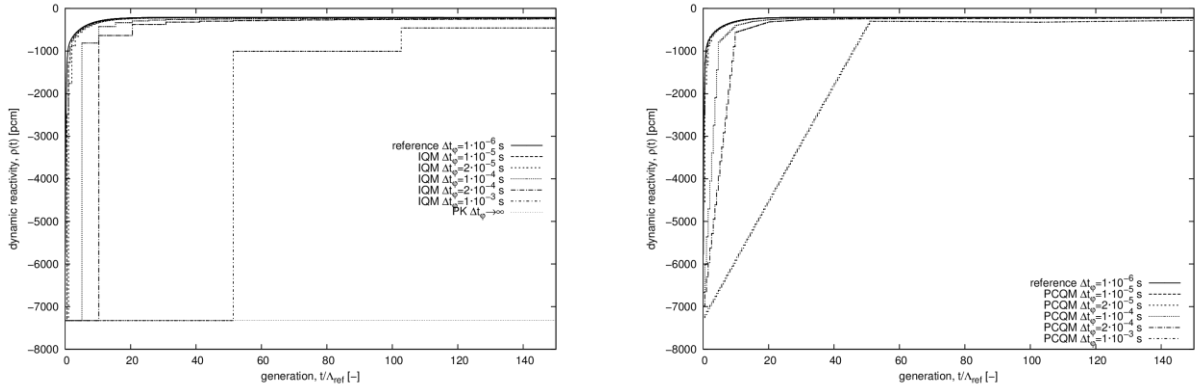 0
-1000
-2000
-3000
-4000
-5000
-6000
-7000
-8000
dynamic reactivity, ρ(t) [pcm]
reference Δtφ=1·10⁻⁶ s
IQM Δtφ=1·10⁻⁵ s
IQM Δtφ=2·10⁻⁵ s
IQM Δtφ=1·10⁻⁴ s
IQM Δtφ=2·10⁻⁴ s
IQM Δtφ=1·10⁻³ s
PK Δtφ→∞
0 20 40 60 80 100 120 140
generation, t/Λref [-]
0
-1000
-2000
-3000
-4000
-5000
-6000
-7000
-8000
dynamic reactivity, ρ(t) [pcm]
reference Δtφ=1·10⁻⁶ s
PCQM Δtφ=1·10⁻⁵ s
PCQM Δtφ=2·10⁻⁵ s
PCQM Δtφ=1·10⁻⁴ s
PCQM Δtφ=2·10⁻⁴ s
PCQM Δtφ=1·10⁻³ s
0 20 40 60 80 100 120 140
generation, t/Λref [-]